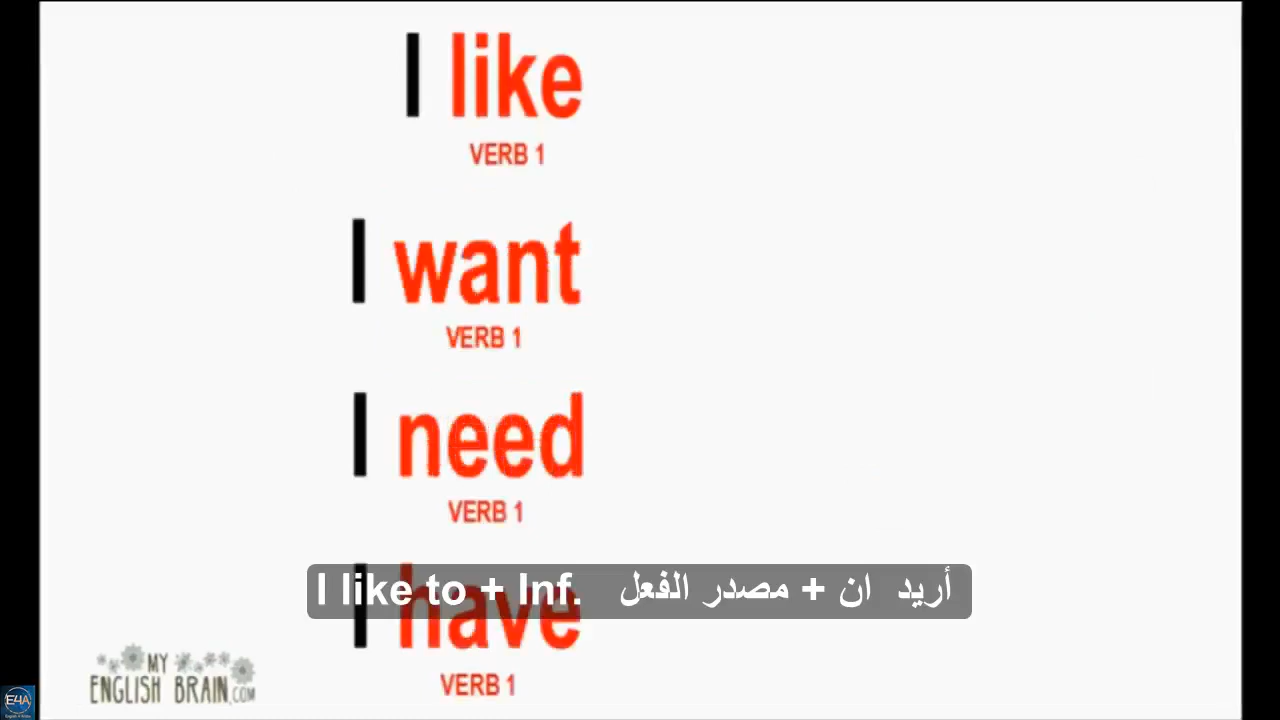 I like
VERB 1
I want
VERB 1
I need
VERB 1
I have
I like to + Inf. أريد ان + مصدر الفعل
VERB 1
MY
ENGLISH BRAIN.COM
E4A